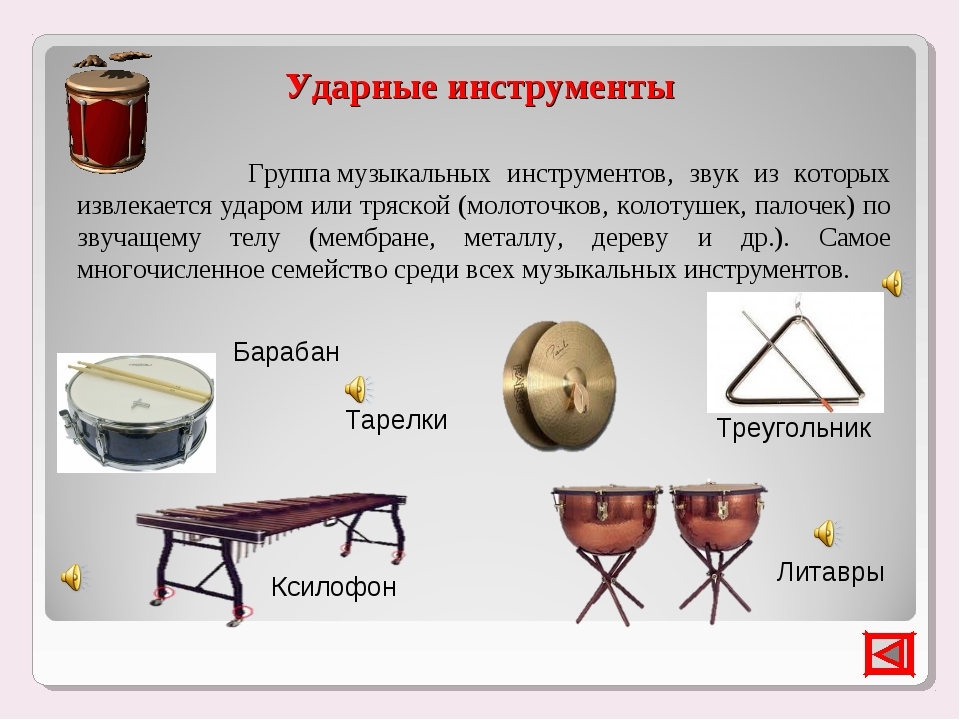 Ударные инструменты
Группа музыкальных инструментов, звук из которых
извлекается ударом или тряской (молоточков, колотушек, палочек) по
звучащему телу (мембране, металлу, дереву и др.). Самое
многочисленное семейство среди всех музыкальных инструментов.
Барабан
Тарелки
Треугольник
Ксилофон
Литавры